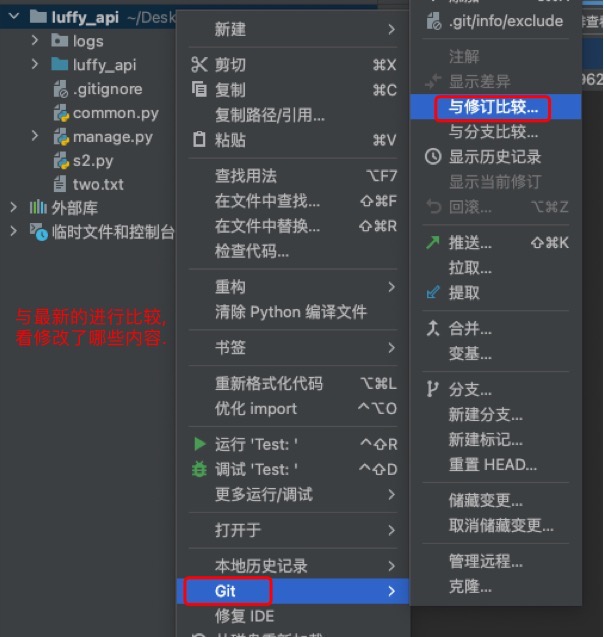 luffy_api ~/Desk
logs
luffy_api
.gitignore
common.py
manage.py
s2.py
two.txt
外部库
临时文件和控制台
与最新的进行比较,
看修改了哪些内容.
新建
剪切 ⌘X
复制 ⌘C
复制路径/引用...
粘贴 ⌘V
查找用法 ⌥F7
在文件中查找... ⇧⌘F
在文件中替换... ⇧⌘R
检查代码...
重构
清除 Python 编译文件
书签
重新格式化代码 ⌥⌘L
优化 import ^⌥O
运行 'Test: ' ^⇧R
调试 'Test: ' ^⇧D
更多运行/调试
打开于
本地历史记录
Git
修复 IDE
.git/info/exclude
注解
显示差异
与修订比较...
与分支比较...
显示历史记录
显示当前修订
回滚... ⌥⌘Z
推送... ⇧⌘K
拉取...
提取
合并...
变基...
分支...
新建分支...
新建标记...
重置 HEAD...
储藏变更...
取消储藏变更...
管理远程...
克隆...